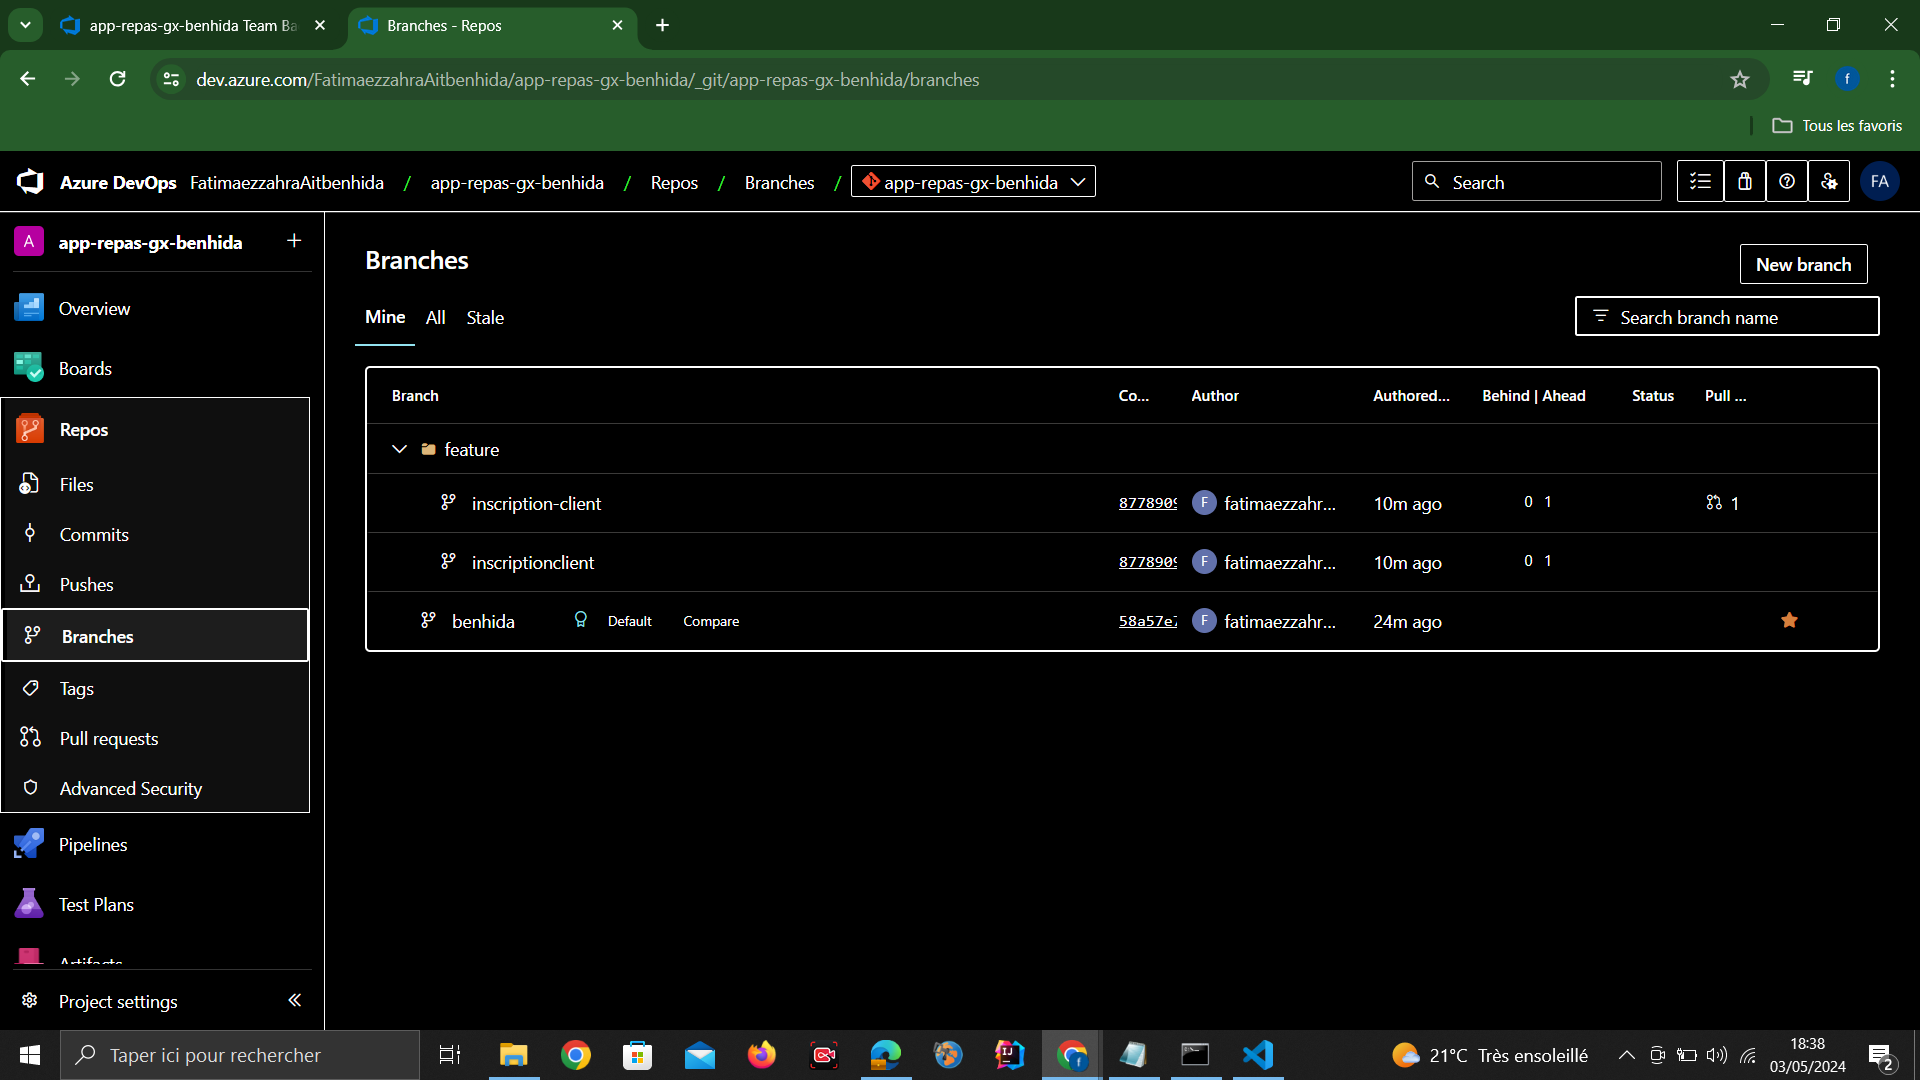 app-repas-gx-benhida Team Ba
Branches - Repos
dev.azure.com/FatimaezzahraAitbenhida/app-repas-gx-benhida/_git/app-repas-gx-benhida/branches
f
Tous les favoris
Azure DevOps FatimaezzahraAitbenhida / app-repas-gx-benhida / Repos / Branches / app-repas-gx-benhida
Search
FA
A app-repas-gx-benhida
Overview
Boards
Repos
Files
Commits
Pushes
Branches
Tags
Pull requests
Advanced Security
Pipelines
Test Plans
Artifacts
Project settings
Branches
New branch
Mine All Stale
Search branch name
Branch Co... Author Authored... Behind | Ahead Status Pull ...
feature
inscription-client 8778909 F fatimaezzahr... 10m ago 0 1 1
inscriptionclient 8778909 F fatimaezzahr... 10m ago 0 1
benhida Default Compare 58a57e7 F fatimaezzahr... 24m ago
Taper ici pour rechercher
21°C Très ensoleillé
18:38
03/05/2024
2